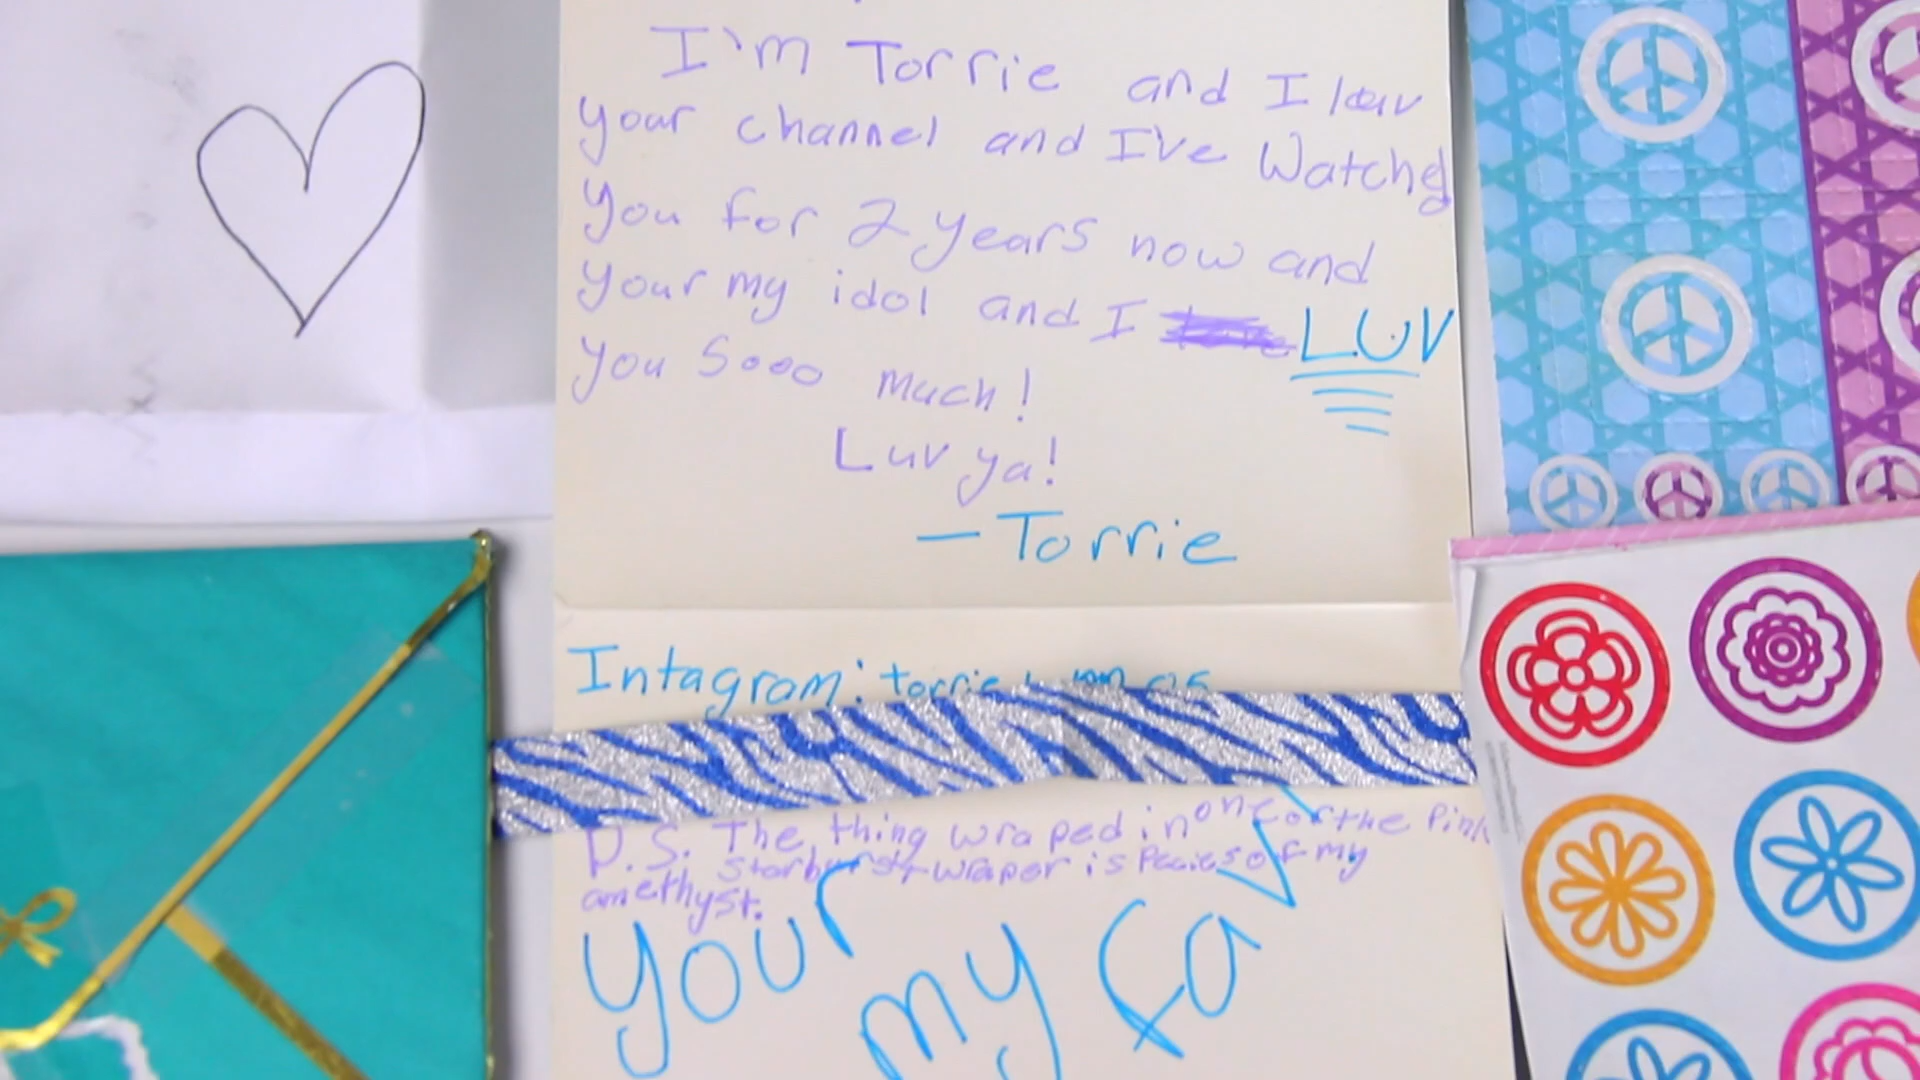 I'm Torrie and I luv
your channel and I've Watched
you for 2 years now and
your my idol and I LUV
you Sooo much!
Luv ya!
—Torrie
Intagram: torrie
P.S. The thing wraped in one of the Pink
Starburst wraper is Pecies of my
amethyst.
your my fav